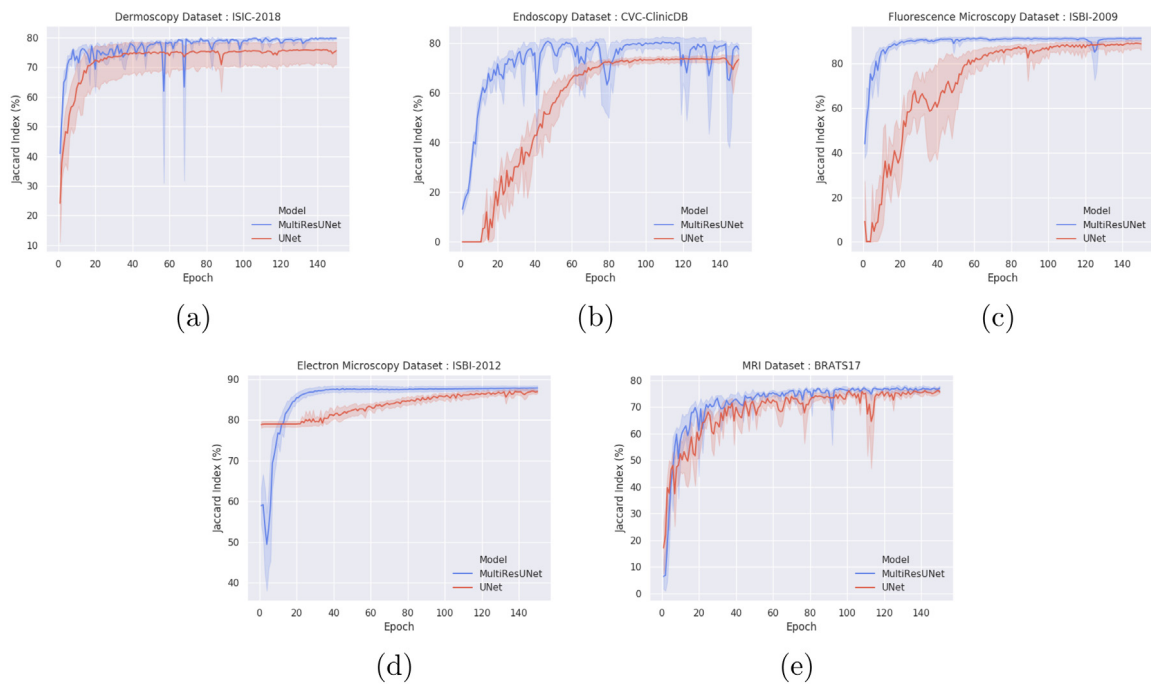 Dermoscopy Dataset : ISIC-2018
80
70
60
50
40
30
20
10
Jaccard Index (%)
0 20 40 60 80 100 120 140
Epoch
Model
MultiResUNet
UNet
(a)
Endoscopy Dataset : CVC-ClinicDB
80
60
40
20
0
Jaccard Index (%)
0 20 40 60 80 100 120 140
Epoch
Model
MultiResUNet
UNet
(b)
Fluorescence Microscopy Dataset : ISBI-2009
80
60
40
20
0
Jaccard Index (%)
0 20 40 60 80 100 120 140
Epoch
Model
MultiResUNet
UNet
(c)
Electron Microscopy Dataset : ISBI-2012
90
80
70
60
50
40
Jaccard Index (%)
0 20 40 60 80 100 120 140
Epoch
Model
MultiResUNet
UNet
(d)
MRI Dataset : BRATS17
80
70
60
50
40
30
20
10
0
Jaccard Index (%)
0 20 40 60 80 100 120 140
Epoch
Model
MultiResUNet
UNet
(e)